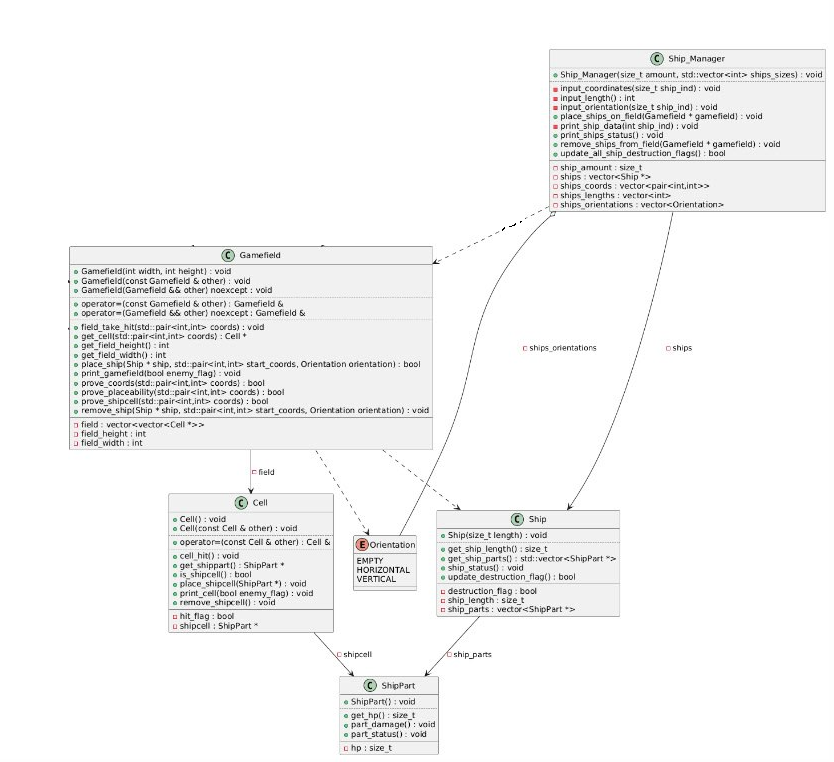 C Ship_Manager
Ship_Manager(size_t amount, std::vector<int> ships_sizes) : void
input_coordinates(size_t ship_ind) : void
input_length() : int
input_orientation(size_t ship_ind) : void
place_ships_on_field(Gamefield * gamefield) : void
print_ship_data(int ship_ind) : void
print_ships_status() : void
remove_ships_from_field(Gamefield * gamefield) : void
update_all_ship_destruction_flags() : bool
ship_amount : size_t
ships : vector<Ship *>
ships_coords : vector<pair<int,int>>
ships_lengths : vector<int>
ships_orientations : vector<Orientation>
C Gamefield
Gamefield(int width, int height) : void
Gamefield(const Gamefield & other) : void
Gamefield(Gamefield && other) noexcept : void
operator=(const Gamefield & other) : Gamefield &
operator=(Gamefield && other) noexcept : Gamefield &
field_take_hit(std::pair<int,int> coords) : void
get_cell(std::pair<int,int> coords) : Cell *
get_field_height() : int
get_field_width() : int
place_ship(Ship * ship, std::pair<int,int> start_coords, Orientation orientation) : bool
print_gamefield(bool enemy_flag) : void
prove_coords(std::pair<int,int> coords) : bool
prove_placeability(std::pair<int,int> coords) : bool
prove_shipcell(std::pair<int,int> coords) : bool
remove_ship(Ship * ship, std::pair<int,int> start_coords, Orientation orientation) : void
field : vector<vector<Cell *>>
field_height : int
field_width : int
ships_orientations
ships
field
C Cell
Cell() : void
Cell(const Cell & other) : void
operator=(const Cell & other) : Cell &
cell_hit() : void
get_shippart() : ShipPart *
is_shipcell() : bool
place_shipcell(ShipPart *) : void
print_cell(bool enemy_flag) : void
remove_shipcell() : void
hit_flag : bool
shipcell : ShipPart *
E Orientation
EMPTY
HORIZONTAL
VERTICAL
C Ship
Ship(size_t length) : void
get_ship_length() : size_t
get_ship_parts() : std::vector<ShipPart *>
ship_status() : void
update_destruction_flag() : bool
destruction_flag : bool
ship_length : size_t
ship_parts : vector<ShipPart *>
shipcell
ship_parts
C ShipPart
ShipPart() : void
get_hp() : size_t
part_damage() : void
part_status() : void
hp : size_t